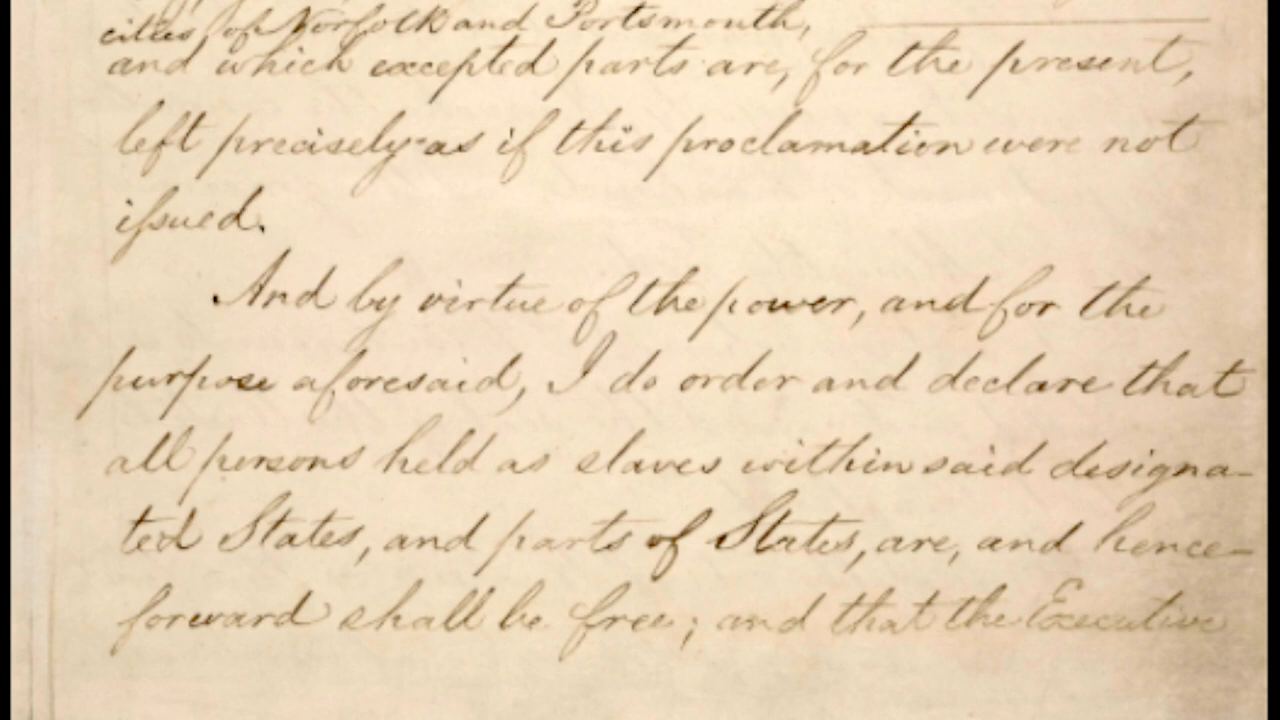 cities of Norfolk and Portsmouth,
and which excepted parts are, for the present,
left precisely as if this proclamation were not
issued.
And by virtue of the power, and for the
purpose aforesaid, I do order and declare that
all persons held as slaves within said designa-
ted States, and parts of States, are, and hence-
forward shall be free; and that the Executive